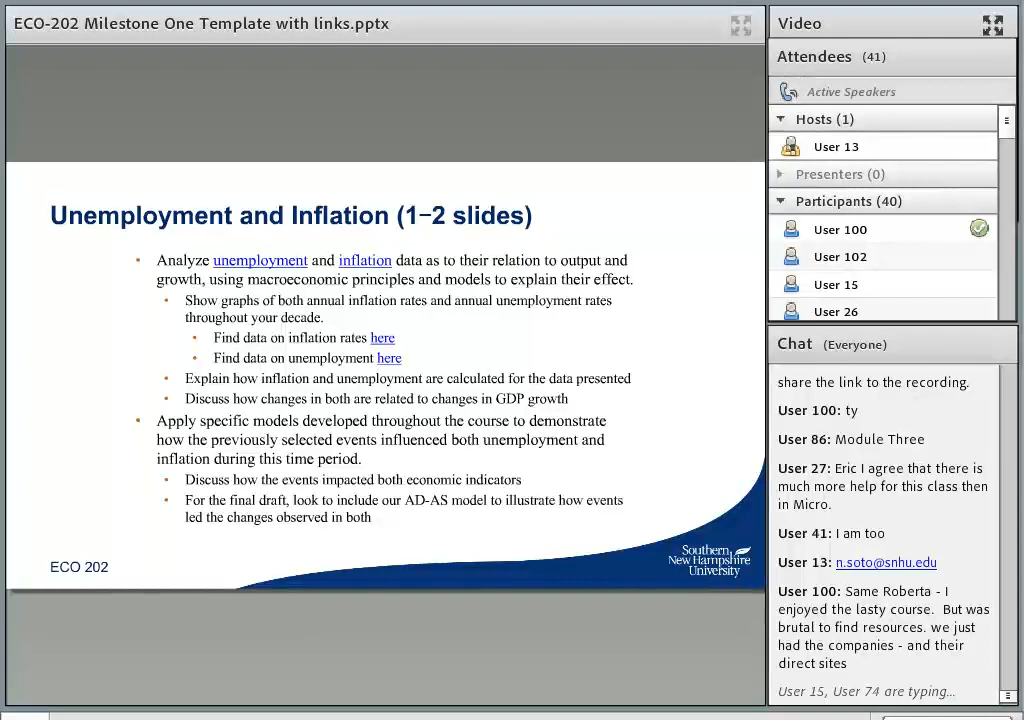 ECO-202 Milestone One Template with links.pptx
Unemployment and Inflation (1−2 slides)
• Analyze unemployment and inflation data as to their relation to output and
growth, using macroeconomic principles and models to explain their effect.
• Show graphs of both annual inflation rates and annual unemployment rates
throughout your decade.
• Find data on inflation rates here
• Find data on unemployment here
• Explain how inflation and unemployment are calculated for the data presented
• Discuss how changes in both are related to changes in GDP growth
• Apply specific models developed throughout the course to demonstrate
how the previously selected events influenced both unemployment and
inflation during this time period.
• Discuss how the events impacted both economic indicators
• For the final draft, look to include our AD-AS model to illustrate how events
led the changes observed in both
ECO 202
Southern
New Hampshire
University
Video
Attendees (41)
Active Speakers
Hosts (1)
User 13
Presenters (0)
Participants (40)
User 100
User 102
User 15
User 26
Chat (Everyone)
share the link to the recording.
User 100: ty
User 86: Module Three
User 27: Eric I agree that there is
much more help for this class then
in Micro.
User 41: I am too
User 13: n.soto@snhu.edu
User 100: Same Roberta - I
enjoyed the lasty course. But was
brutal to find resources. we just
had the companies - and their
direct sites
User 15, User 74 are typing...